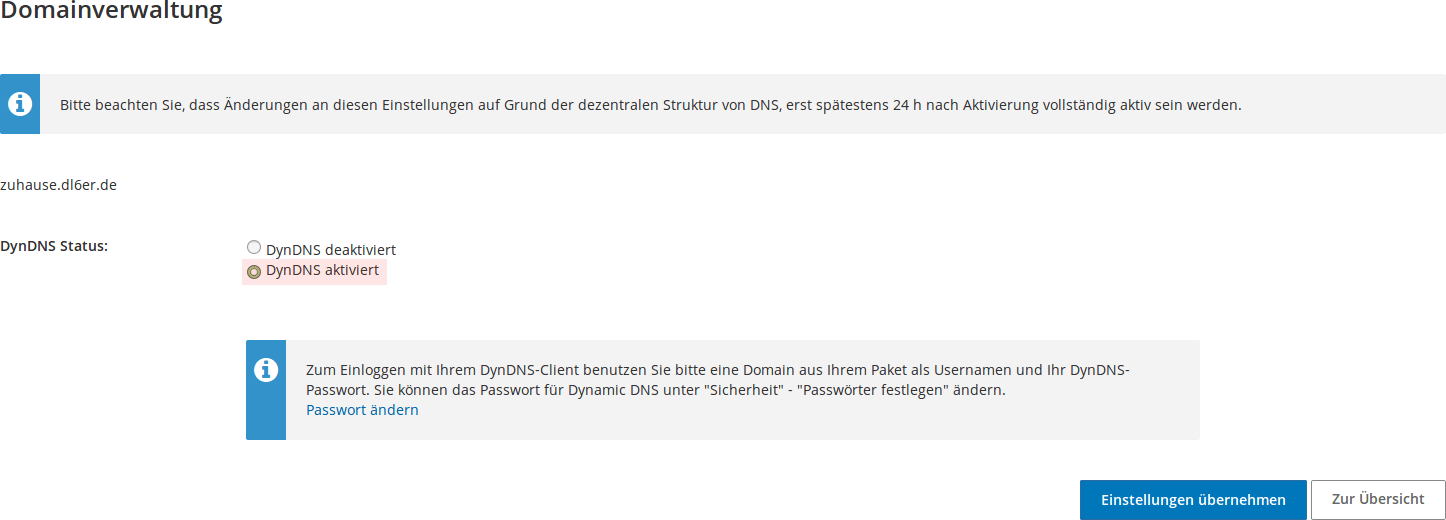 Domainverwaltung
Bitte beachten Sie, dass Änderungen an diesen Einstellungen auf Grund der dezentralen Struktur von DNS, erst spätestens 24 h nach Aktivierung vollständig aktiv sein werden.
zuhause.dl6er.de
DynDNS Status:
DynDNS deaktiviert
DynDNS aktiviert
Zum Einloggen mit Ihrem DynDNS-Client benutzen Sie bitte eine Domain aus Ihrem Paket als Usernamen und Ihr DynDNS-
Passwort. Sie können das Passwort für Dynamic DNS unter "Sicherheit" - "Passwörter festlegen" ändern.
Passwort ändern
Einstellungen übernehmen
Zur Übersicht